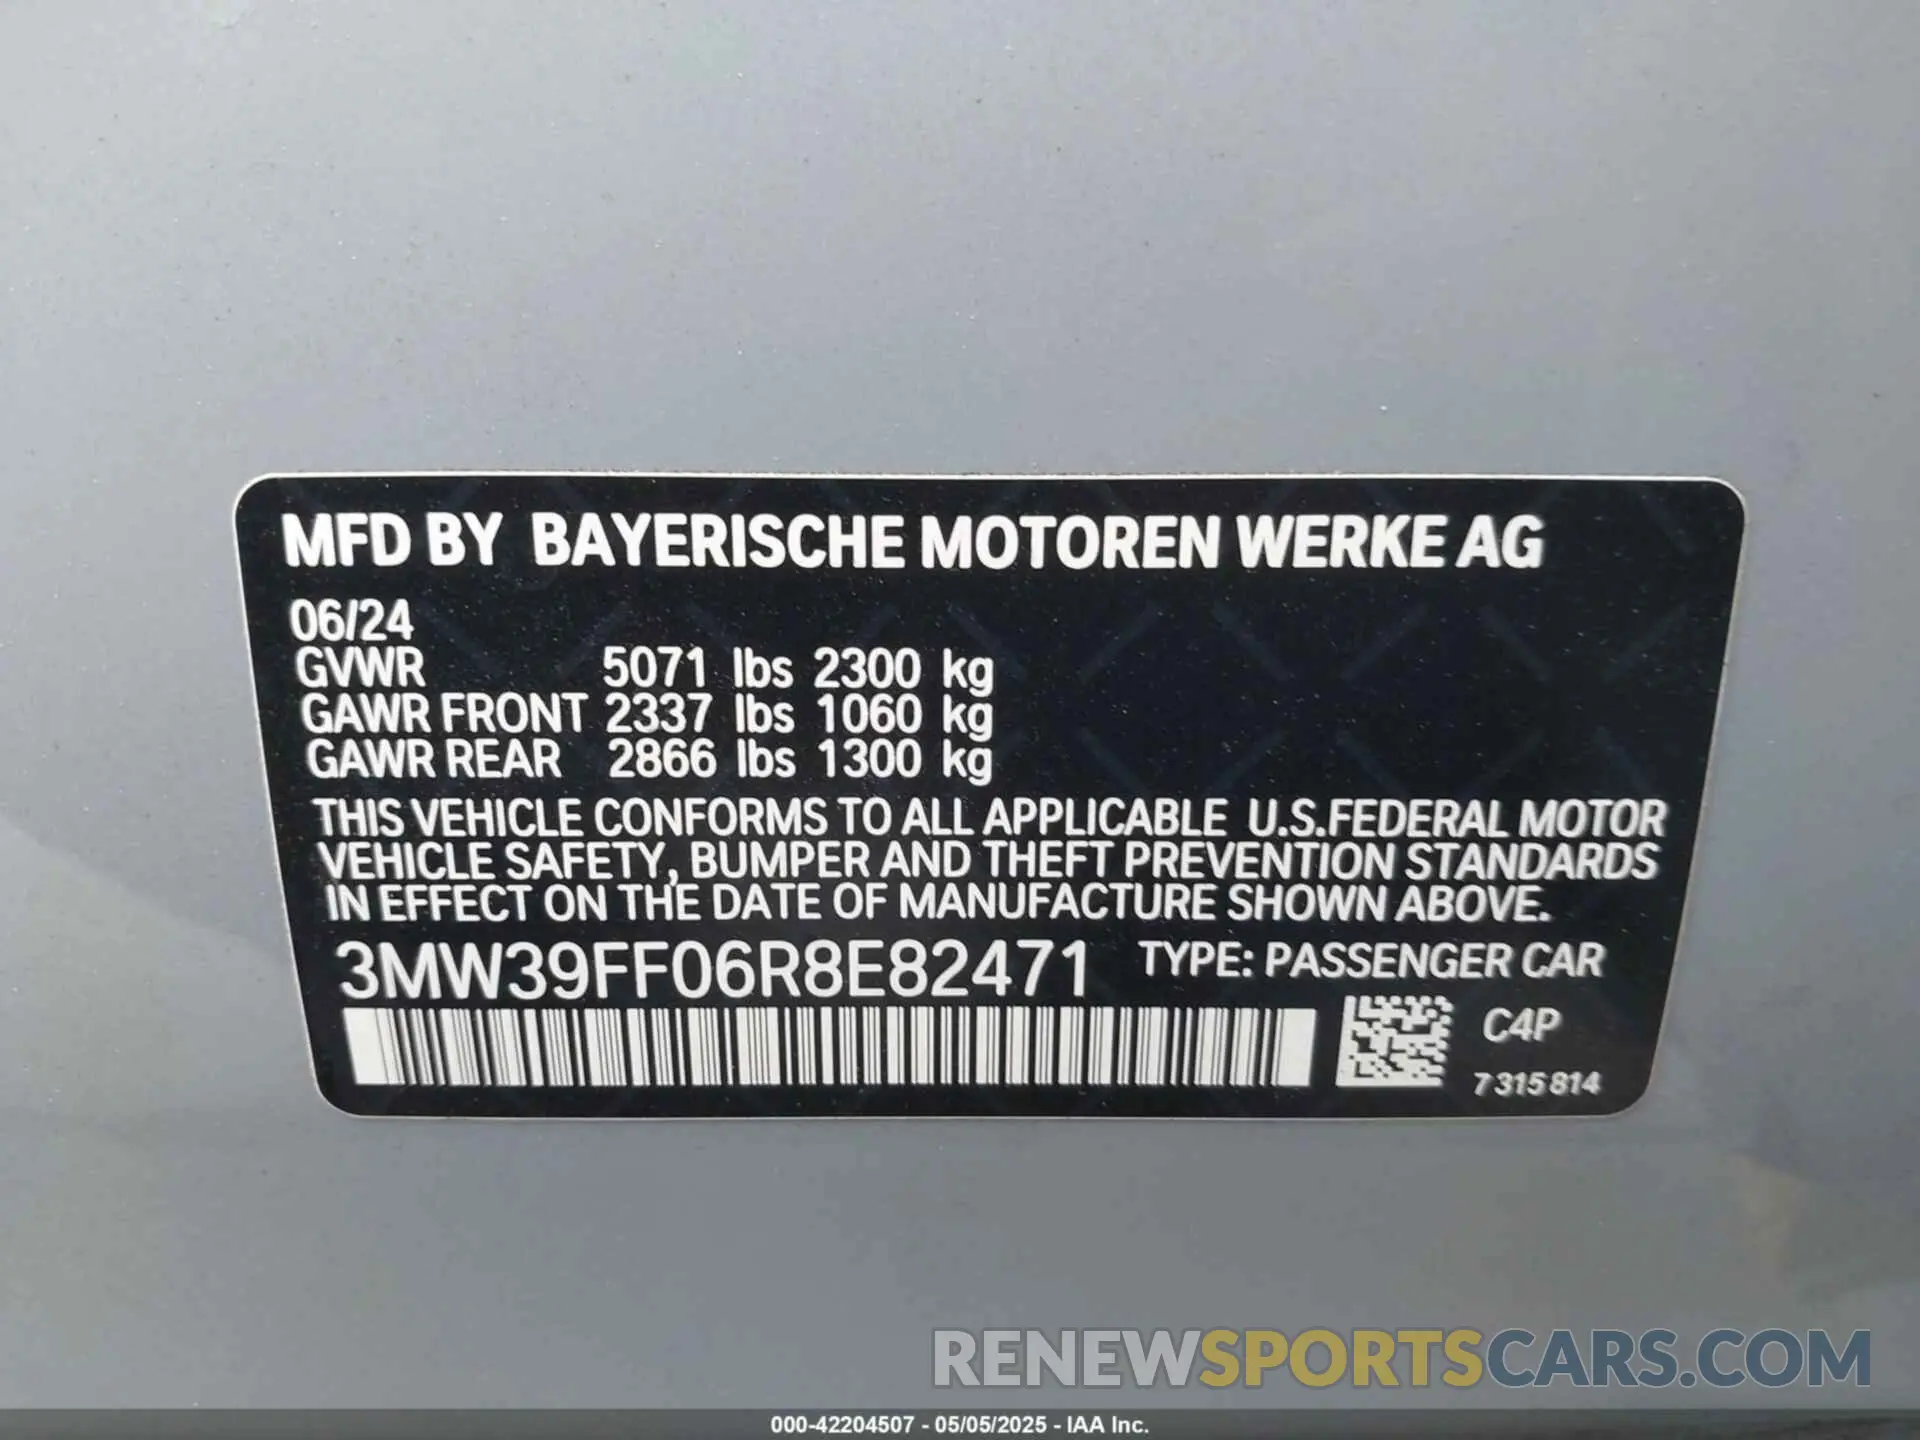 MFD BY BAYERISCHE MOTOREN WERKE AG
06/24
GVWR 5071 lbs 2300 kg
GAWR FRONT 2337 lbs 1060 kg
GAWR REAR 2866 lbs 1300 kg
THIS VEHICLE CONFORMS TO ALL APPLICABLE U.S.FEDERAL MOTOR
VEHICLE SAFETY, BUMPER AND THEFT PREVENTION STANDARDS
IN EFFECT ON THE DATE OF MANUFACTURE SHOWN ABOVE.
3MW39FF06R8E82471 TYPE: PASSENGER CAR
C4P
7 315 814
RENEWSPORTSCARS.COM
000-42204507 - 05/05/2025 - IAA Inc.